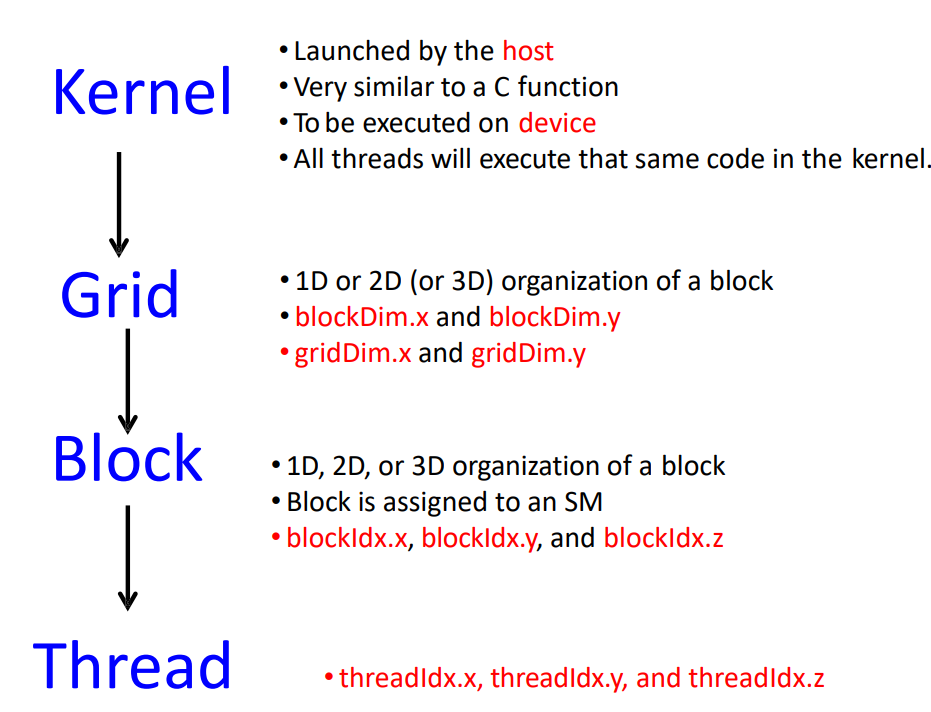 Kernel
• Launched by the host
• Very similar to a C function
• To be executed on device
• All threads will execute that same code in the kernel.
Grid
• 1D or 2D (or 3D) organization of a block
• blockDim.x and blockDim.y
• gridDim.x and gridDim.y
Block
• 1D, 2D, or 3D organization of a block
• Block is assigned to an SM
• blockIdx.x, blockIdx.y, and blockIdx.z
Thread
• threadIdx.x, threadIdx.y, and threadIdx.z